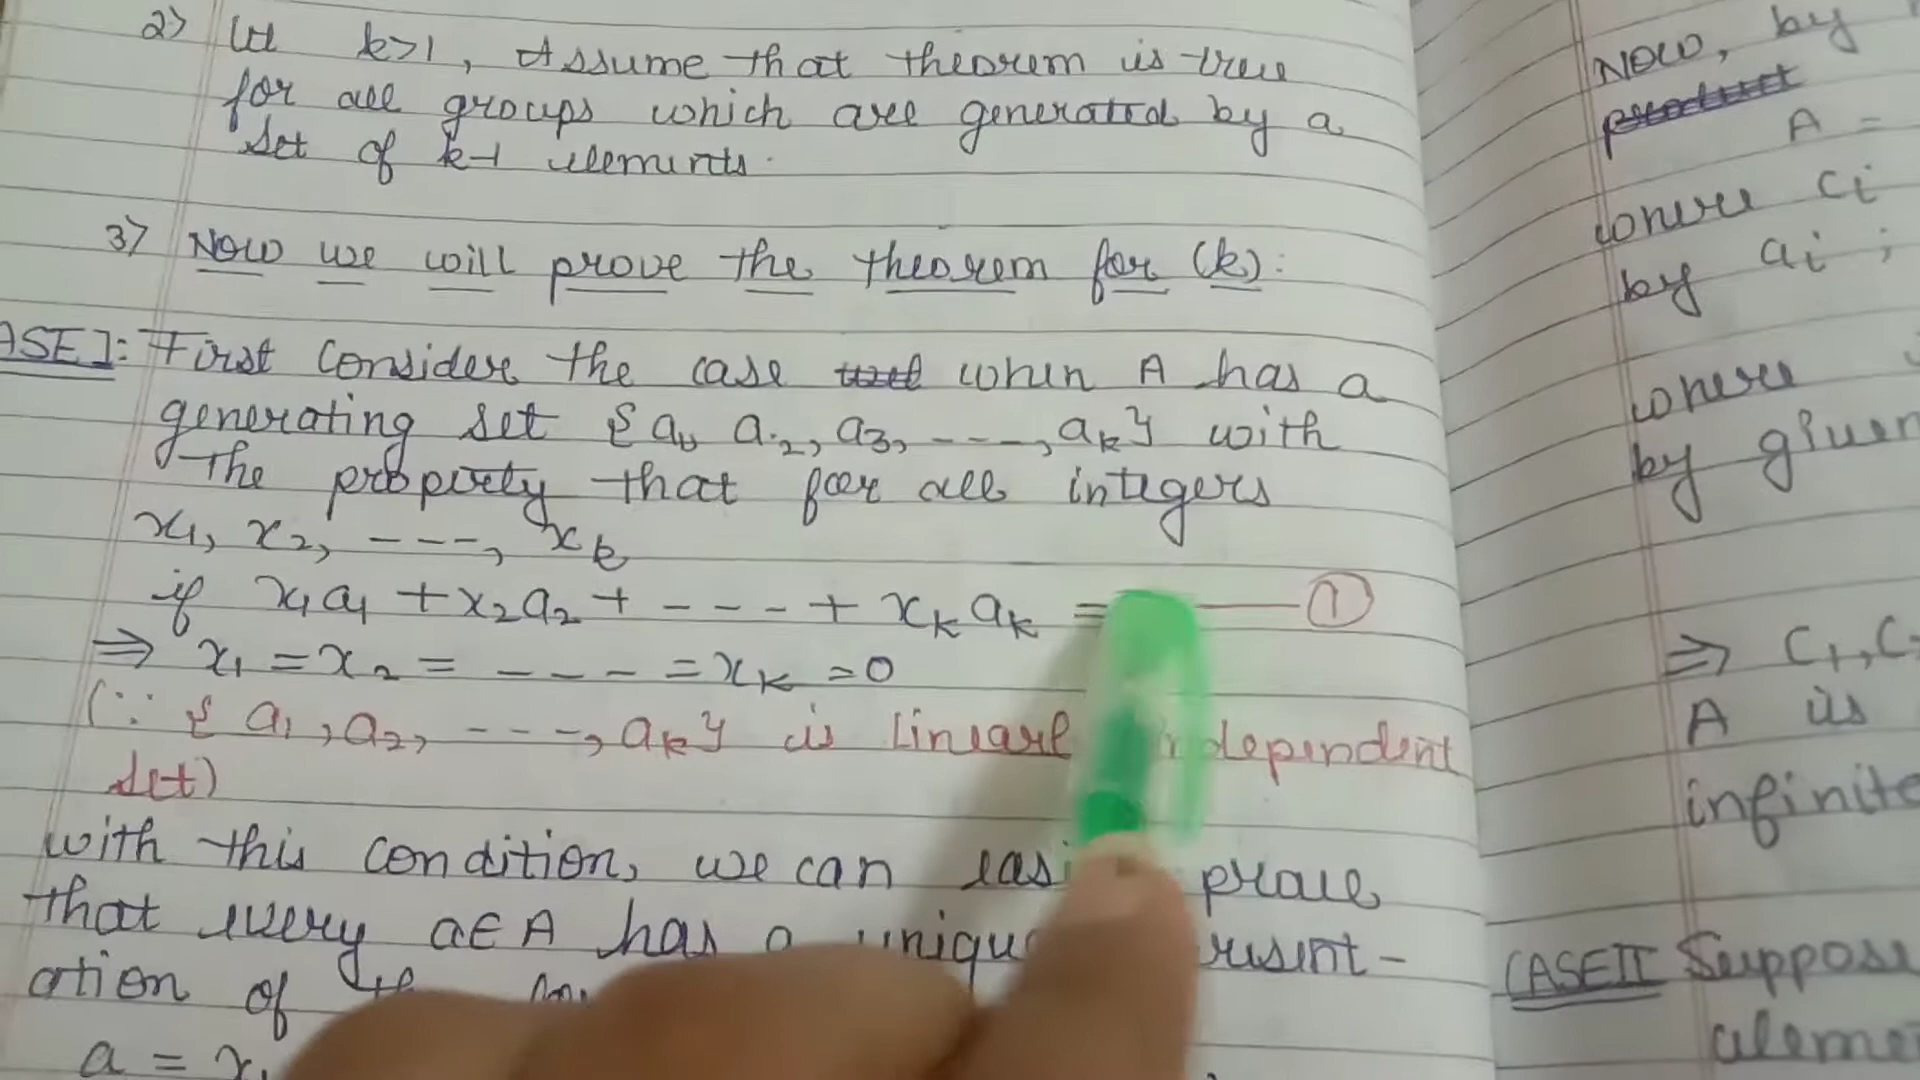 2) Let k>1, Assume that theorem is true
for all groups which are generated by a
set of k-1 elements.
3) Now we will prove the theorem for (k):
ASE I: First consider the case when A has a
generating set {a1, a2, a3, ----, ak} with
the property that for all integers
x1, x2, ---, xk
if x1a1 + x2a2 + ---- + xkak = ①
⇒ x1 = x2 = ---- = xk = 0
(∵ {a1, a2, ----, ak} is linearl independent
set)
with this condition, we can easi prove
that every a∈A has a uniqu resent-
ation of
a = x
Now, by
A =
where ci
by ai ;
where
by given
⇒ C1, C
A is
infinite
CASE II Suppose
eleme